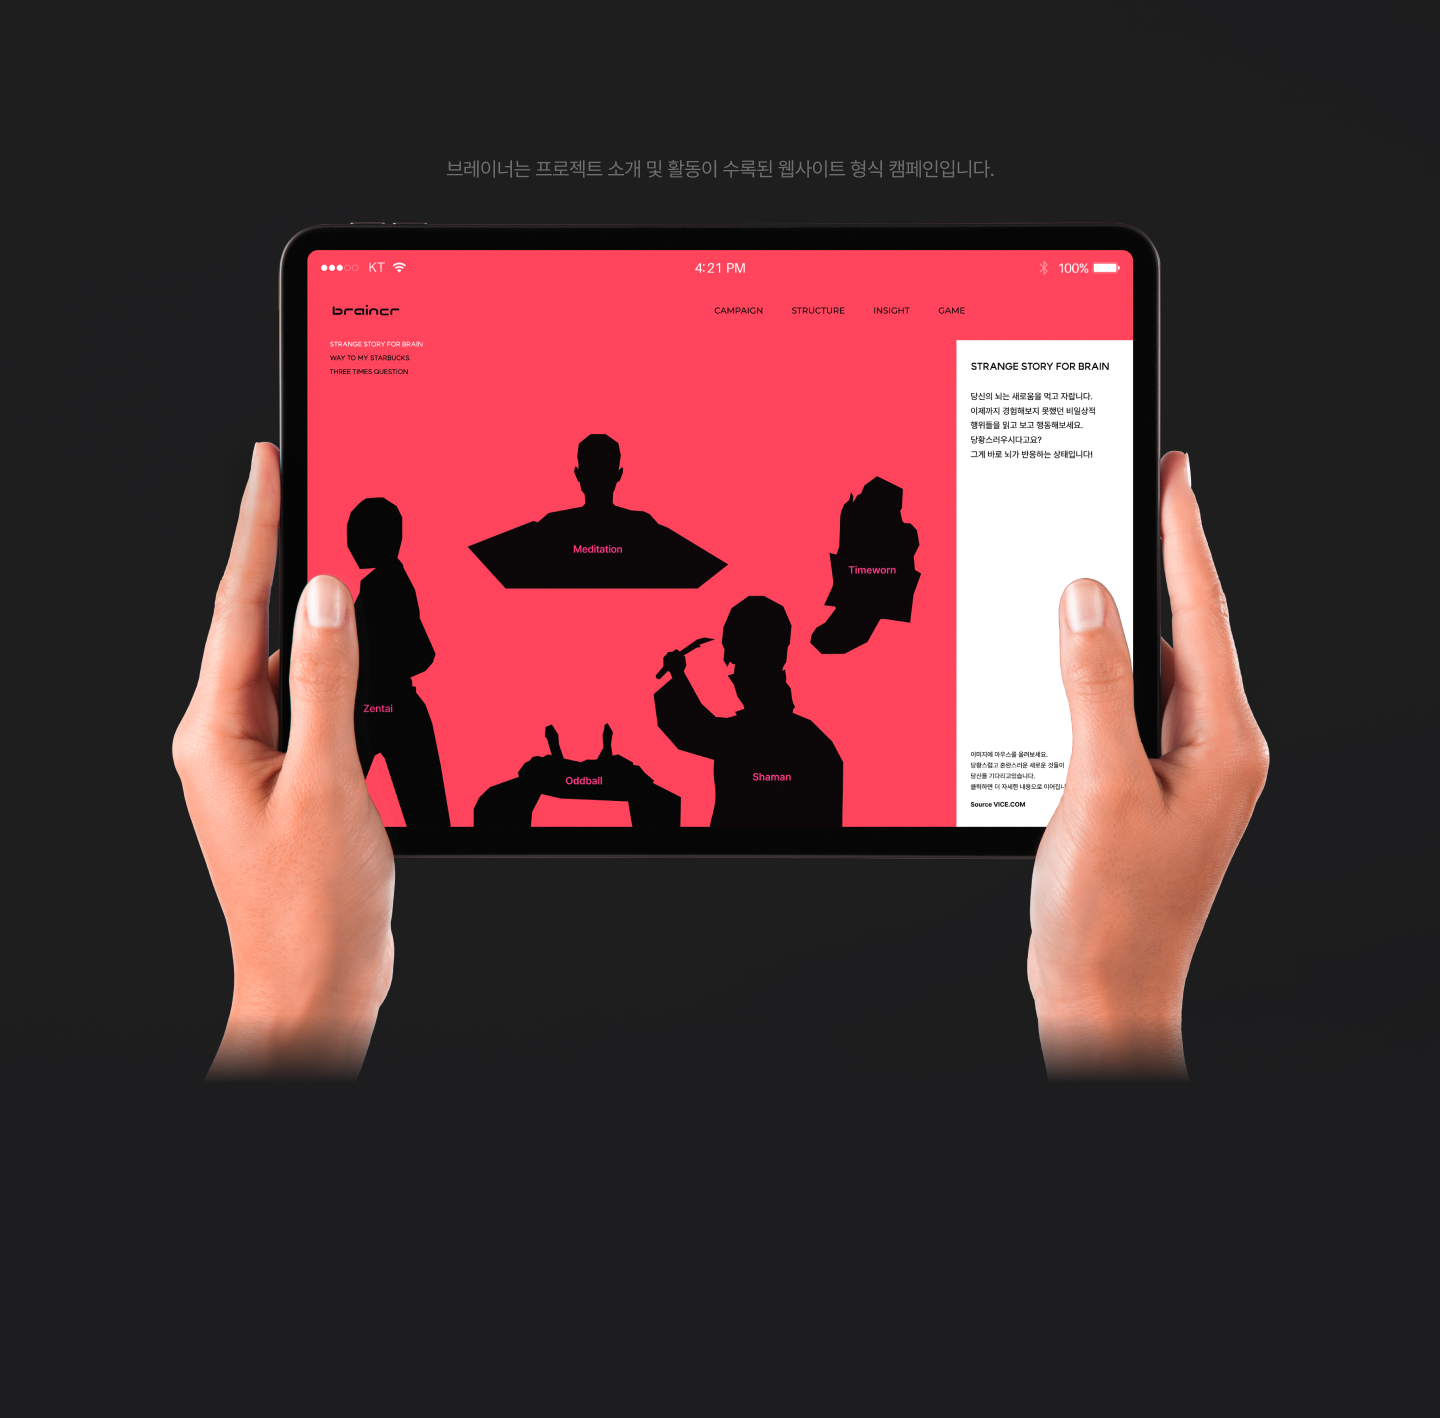 브레이너는 프로젝트 소개 및 활동이 수록된 웹사이트 형식 캠페인입니다.
KT
4:21 PM
100%
braincr
CAMPAIGN
STRUCTURE
INSIGHT
GAME
STRANGE STORY FOR BRAIN
WAY TO MY STARBUCKS
THREE TIMES QUESTION
STRANGE STORY FOR BRAIN
당신의 뇌는 새로움을 먹고 자랍니다.
이제까지 경험해보지 못했던 비일상적
행위들을 읽고 보고 행동해보세요.
당황스러우시다고요?
그게 바로 뇌가 반응하는 상태입니다!
Meditation
Timeworn
Zentai
Oddball
Shaman
이미지에 마우스를 올려보세요.
당황스럽고 혼란스러운 새로운 것들이
당신을 기다리고있습니다.
클릭하면 더 자세한 내용으로 이어집니
Source VICE.COM